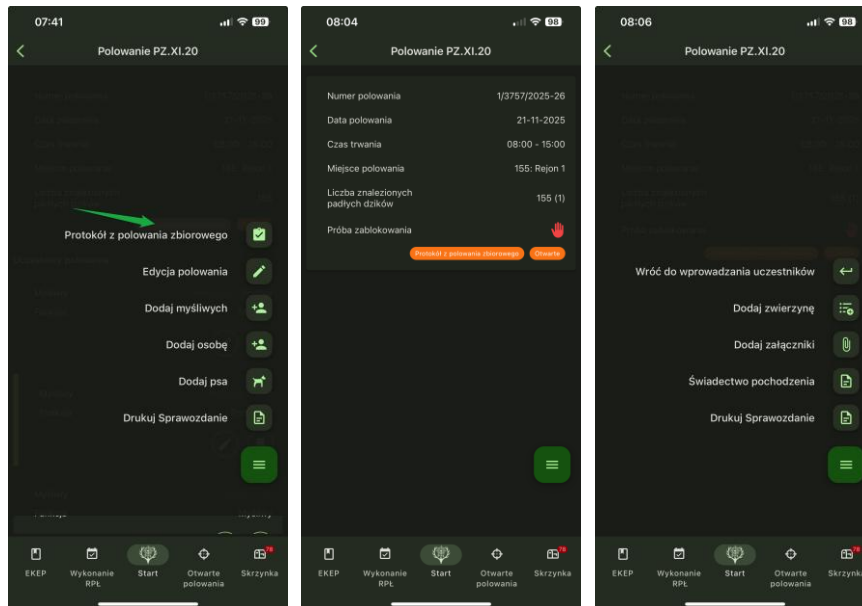 07:41
99
Polowanie PZ.XI.20
Protokół z polowania zbiorowego
Edycja polowania
Dodaj myśliwych
Dodaj osobę
Dodaj psa
Drukuj Sprawozdanie
EKEP
Wykonanie RPŁ
Start
Otwarte polowania
Skrzynka
78
08:04
98
Polowanie PZ.XI.20
Numer polowania 1/3757/2025-26
Data polowania 21-11-2025
Czas trwania 08:00 - 15:00
Miejsce polowania 155: Rejon 1
Liczba znalezionych
padłych dzików 155 (1)
Próba zablokowania
Protokół z polowania zbiorowego Otwarte
EKEP
Wykonanie RPŁ
Start
Otwarte polowania
Skrzynka
78
08:06
98
Polowanie PZ.XI.20
Wróć do wprowadzania uczestników
Dodaj zwierzynę
Dodaj załączniki
Świadectwo pochodzenia
Drukuj Sprawozdanie
EKEP
Wykonanie RPŁ
Start
Otwarte polowania
78